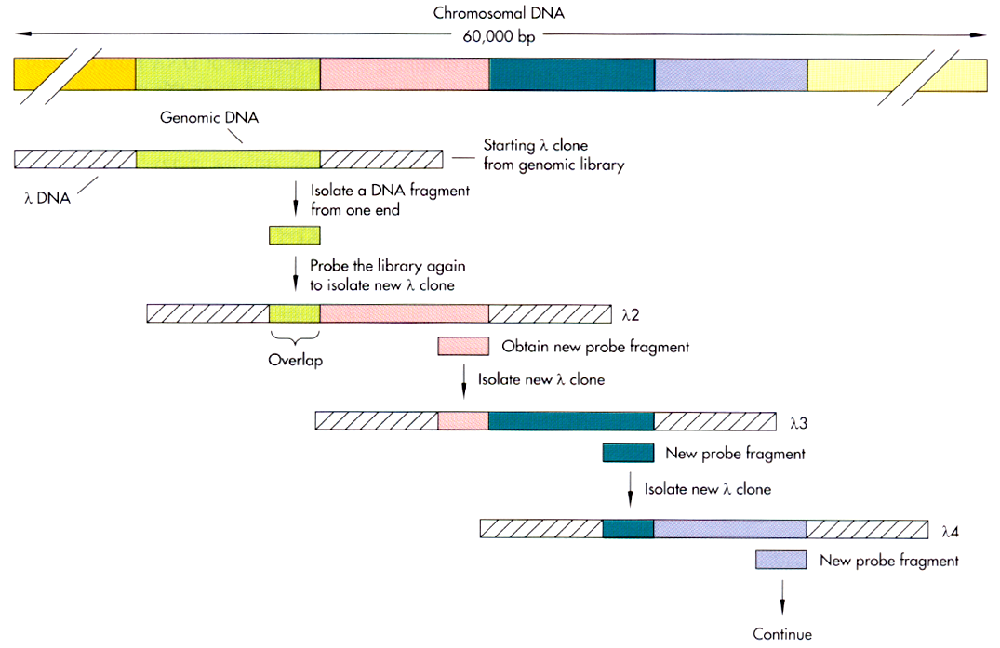 Chromosomal DNA
60,000 bp
Genomic DNA
Starting λ clone
from genomic library
λ DNA
Isolate a DNA fragment
from one end
Probe the library again
to isolate new λ clone
λ2
Overlap
Obtain new probe fragment
Isolate new λ clone
λ3
New probe fragment
Isolate new λ clone
λ4
New probe fragment
Continue